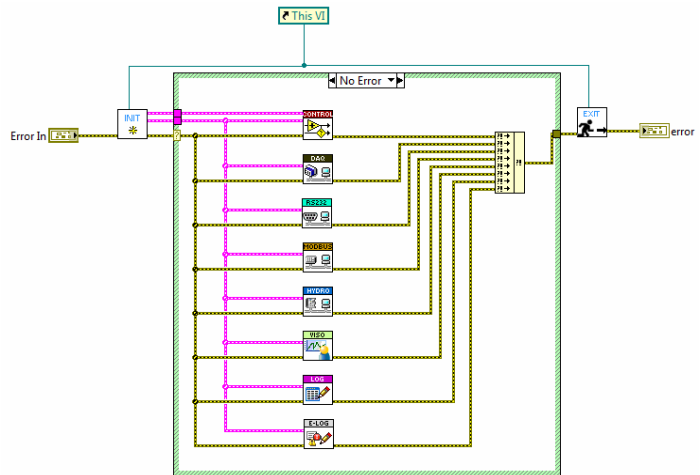 This VI
No Error
INIT
CONTROL
EXIT
Error In
error
DAQ
RS232
MODBUS
HYDRO
VISO
LOG
E-LOG